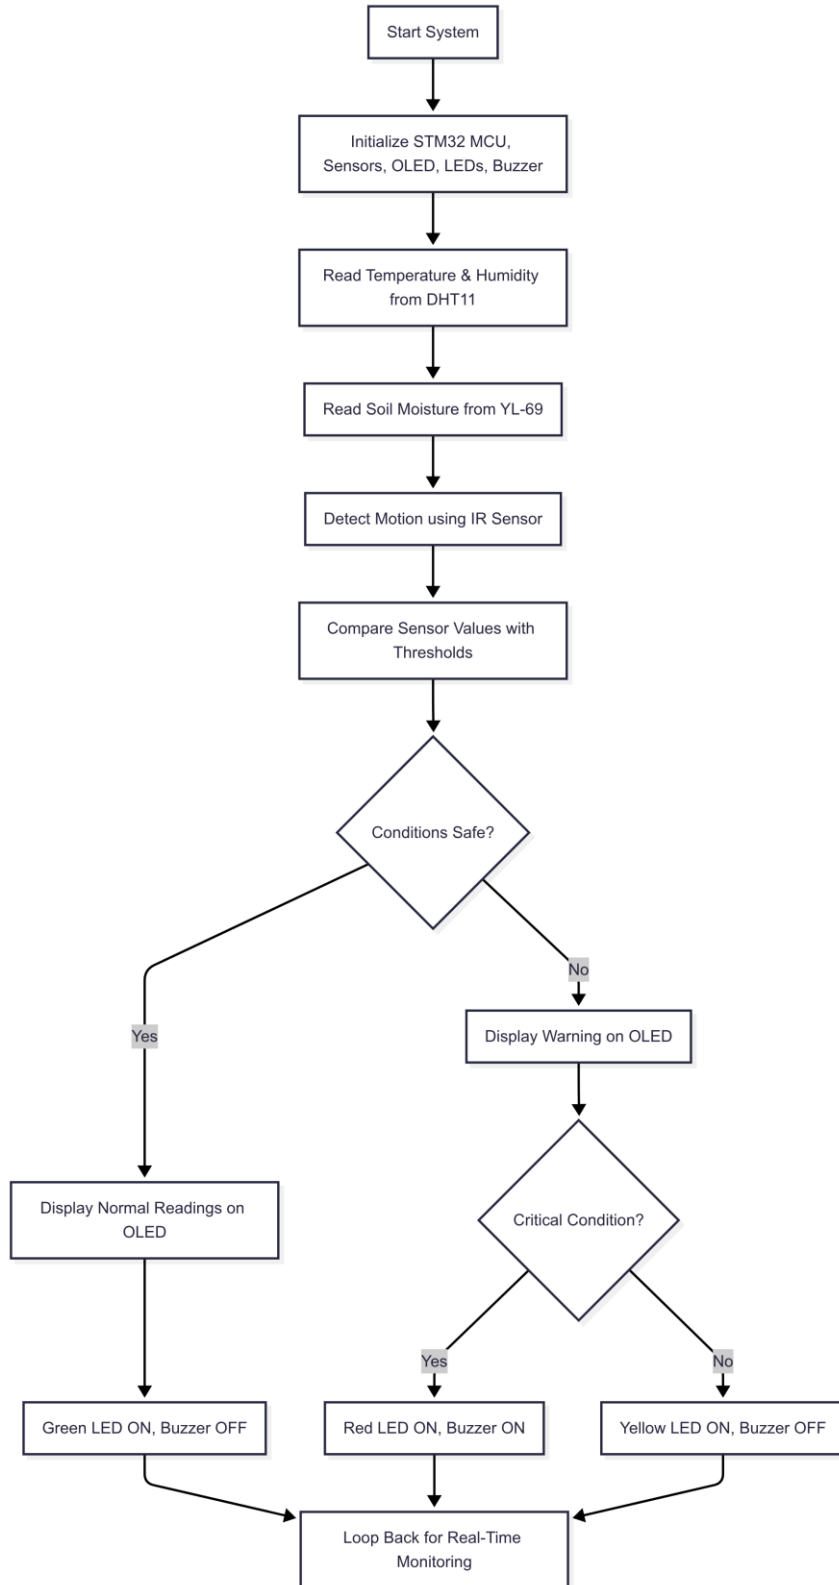 Start System
Initialize STM32 MCU,
Sensors, OLED, LEDs, Buzzer
Read Temperature & Humidity
from DHT11
Read Soil Moisture from YL-69
Detect Motion using IR Sensor
Compare Sensor Values with
Thresholds
Conditions Safe?
No
Yes
Display Warning on OLED
Display Normal Readings on
OLED
Critical Condition?
Yes
No
Green LED ON, Buzzer OFF
Red LED ON, Buzzer ON
Yellow LED ON, Buzzer OFF
Loop Back for Real-Time
Monitoring